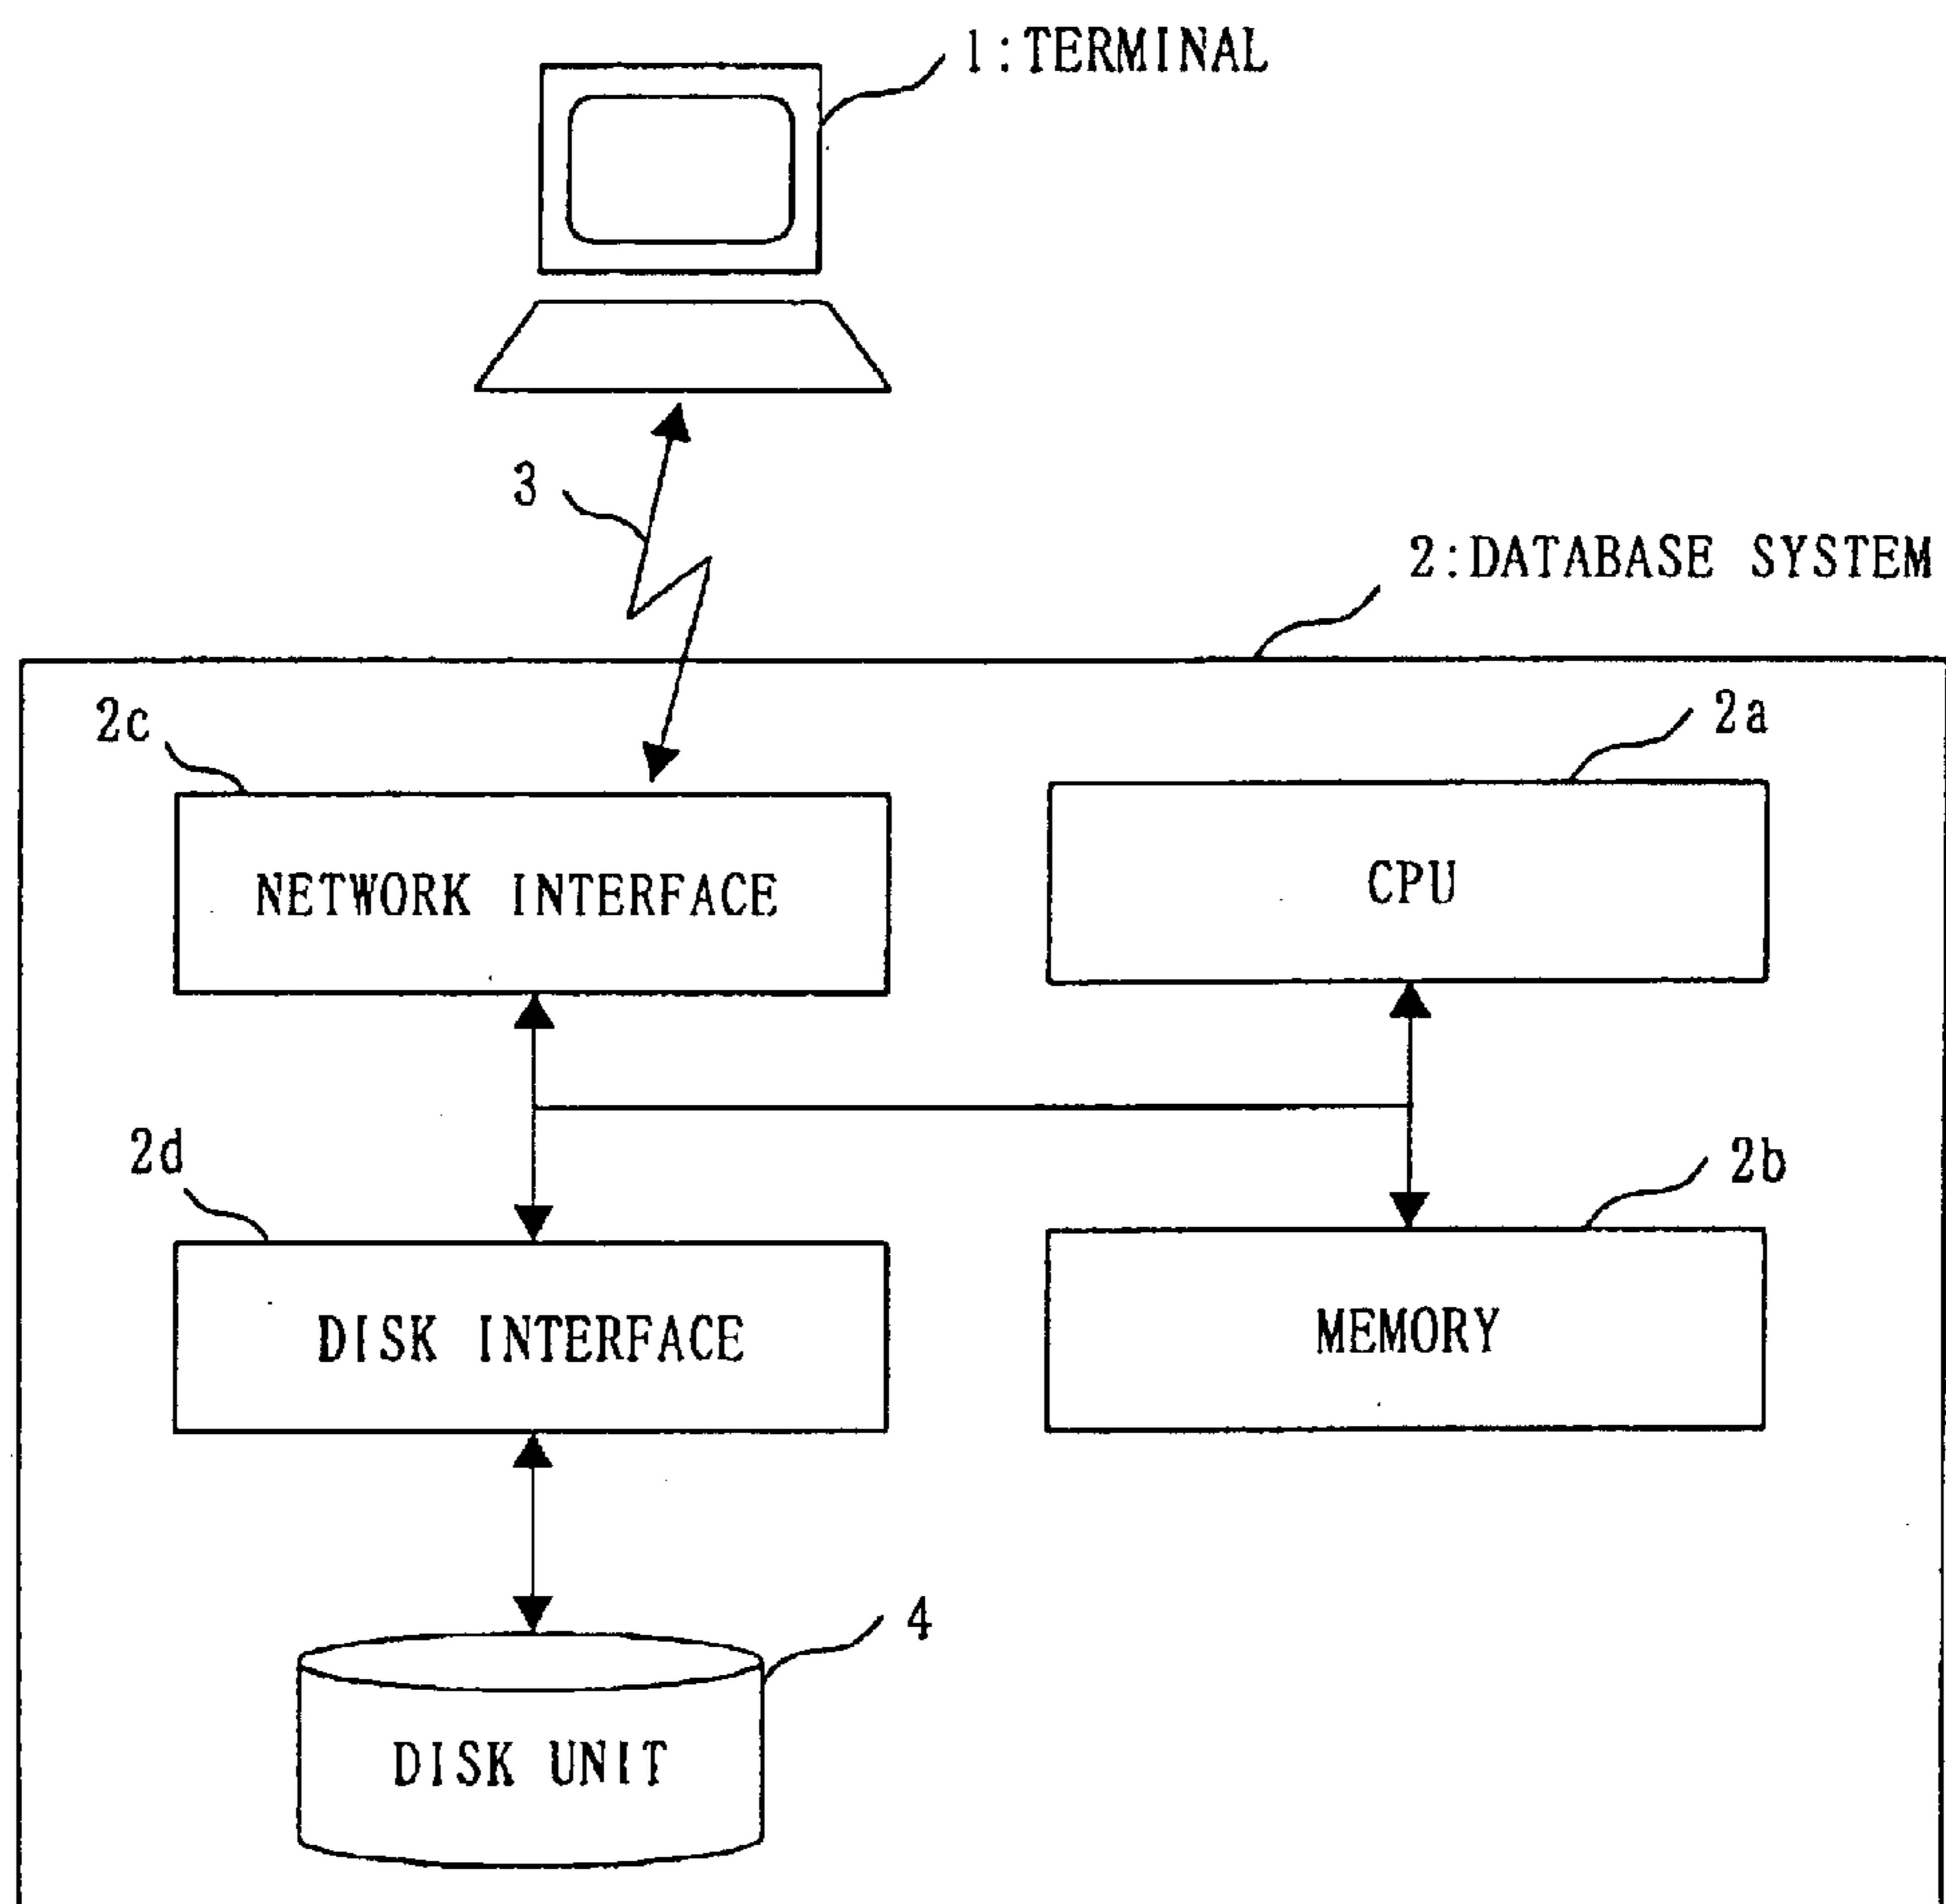 1:TERMINAL
3
2:DATABASE SYSTEM
2c
2a
NETWORK INTERFACE
CPU
2d
2b
DISK INTERFACE
MEMORY
4
DISK UNIT